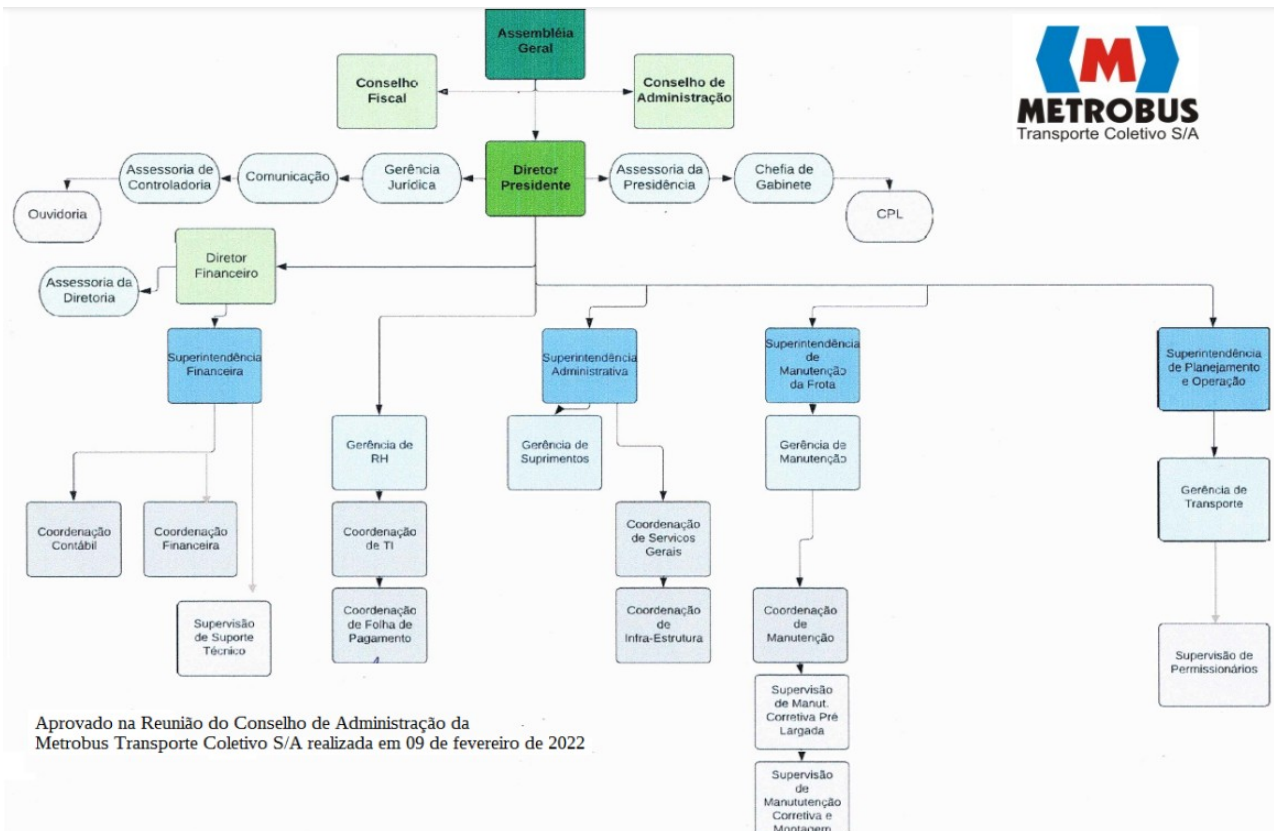 Assembléia
Geral
Conselho
Fiscal
Conselho de
Administração
METROBUS
Transporte Coletivo S/A
Assessoria de
Controladoria
Comunicação
Gerência
Jurídica
Diretor
Presidente
Assessoria da
Presidência
Chefia de
Gabinete
Ouvidoria
CPL
Diretor
Financeiro
Assessoria da
Diretoria
Superintendência
Financeira
Superintendência
Administrativa
Superintendência
de
Manutenção
da Frota
Superintendência
de Planejamento
e Operação
Gerência de
RH
Gerência de
Suprimentos
Gerência de
Manutenção
Gerência de
Transporte
Coordenação
Contábil
Coordenação
Financeira
Coordenação
de TI
Coordenação
de Servicos
Gerais
Supervisão
de Suporte
Técnico
Coordenação
de Folha de
Pagamento
Coordenação
de
Infra-Estrutura
Coordenação
de
Manutenção
Supervisão de
Permissionários
Supervisão
de Manut.
Corretiva Pré
Largada
Aprovado na Reunião do Conselho de Administração da
Metrobus Transporte Coletivo S/A realizada em 09 de fevereiro de 2022
Supervisão
de
Manututenção
Corretiva e
Montagem